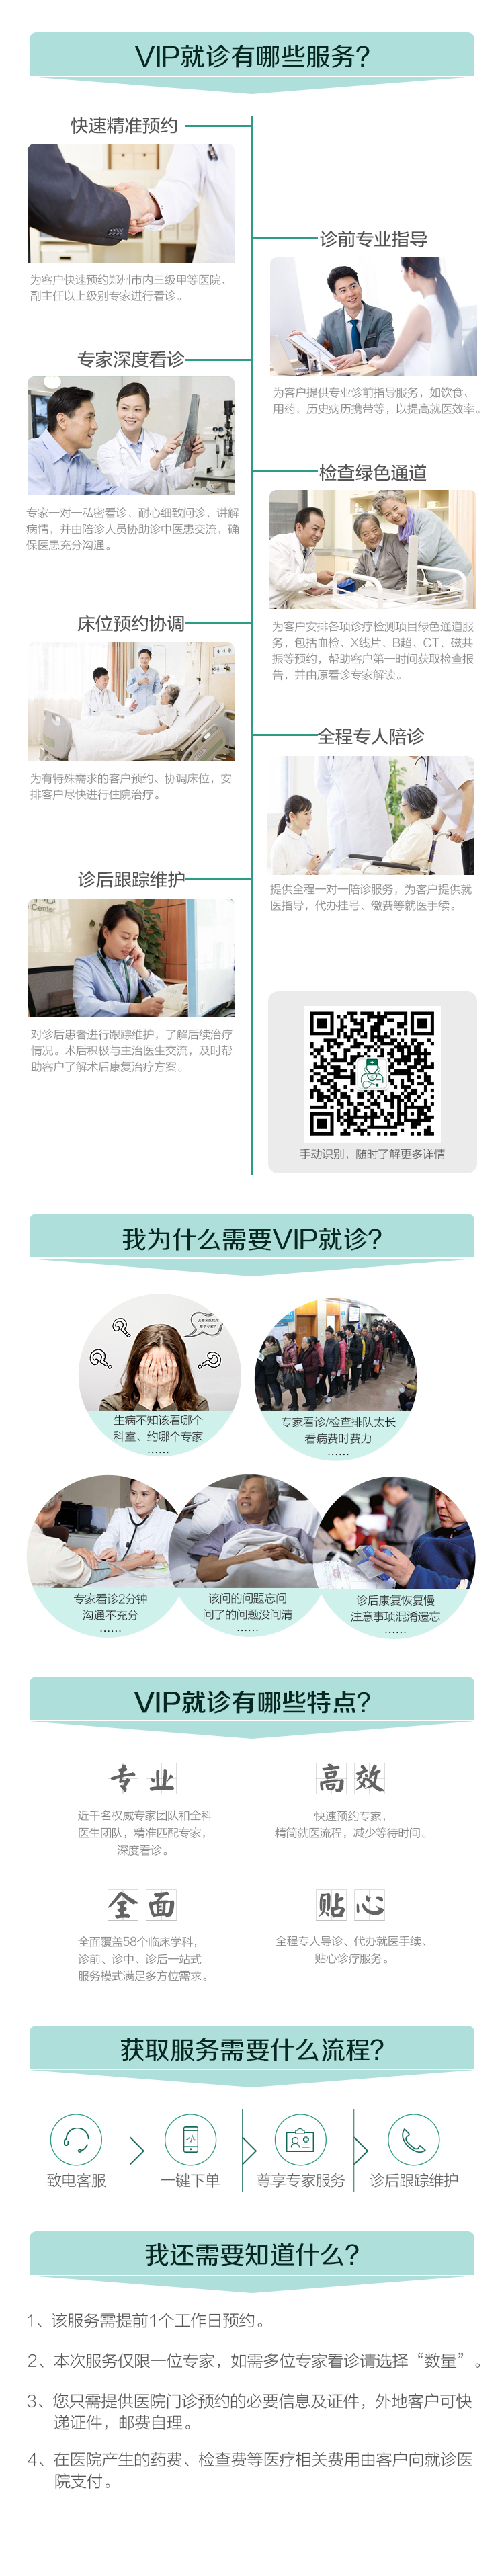 VIP就诊有哪些服务?
快速精准预约
为客户快速预约郑州市内三级甲等医院、
副主任以上级别专家进行看诊。
诊前专业指导
为客户提供专业诊前指导服务，如饮食、
用药、历史病历携带等，以提高就医效率。
专家深度看诊
专家一对一私密看诊、耐心细致问诊、讲解
病情，并由陪诊人员协助诊中医患交流，确
保医患充分沟通。
检查绿色通道
为客户安排各项诊疗检测项目绿色通道服
务，包括血检、X线片、B超、CT、磁共
振等预约，帮助客户第一时间获取检查报
告，并由原看诊专家解读。
床位预约协调
为有特殊需求的客户预约、协调床位，安
排客户尽快进行住院治疗。
全程专人陪诊
提供全程一对一陪诊服务，为客户提供就
医指导，代办挂号、缴费等就医手续。
诊后跟踪维护
Center
对诊后患者进行跟踪维护，了解后续治疗
情况。术后积极与主治医生交流，及时帮
助客户了解术后康复治疗方案。
手动识别，随时了解更多详情
我为什么需要VIP就诊?
生病不知该看哪个
科室、约哪个专家
……
专家看诊/检查排队太长
看病费时费力
……
专家看诊2分钟
沟通不充分
……
该问的问题忘问
问了的问题没问清
……
诊后康复恢复慢
注意事项混淆遗忘
……
VIP就诊有哪些特点?
专业
近千名权威专家团队和全科
医生团队，精准匹配专家，
深度看诊。
高效
快速预约专家，
精简就医流程，减少等待时间。
全面
全面覆盖58个临床学科，
诊前、诊中、诊后一站式
服务模式满足多方位需求。
贴心
全程专人导诊、代办就医手续、
贴心诊疗服务。
获取服务需要什么流程?
致电客服
一键下单
尊享专家服务
诊后跟踪维护
我还需要知道什么?
1、该服务需提前1个工作日预约。
2、本次服务仅限一位专家，如需多位专家看诊请选择“数量”。
3、您只需提供医院门诊预约的必要信息及证件，外地客户可快
递证件，邮费自理。
4、在医院产生的药费、检查费等医疗相关费用由客户向就诊医
院支付。